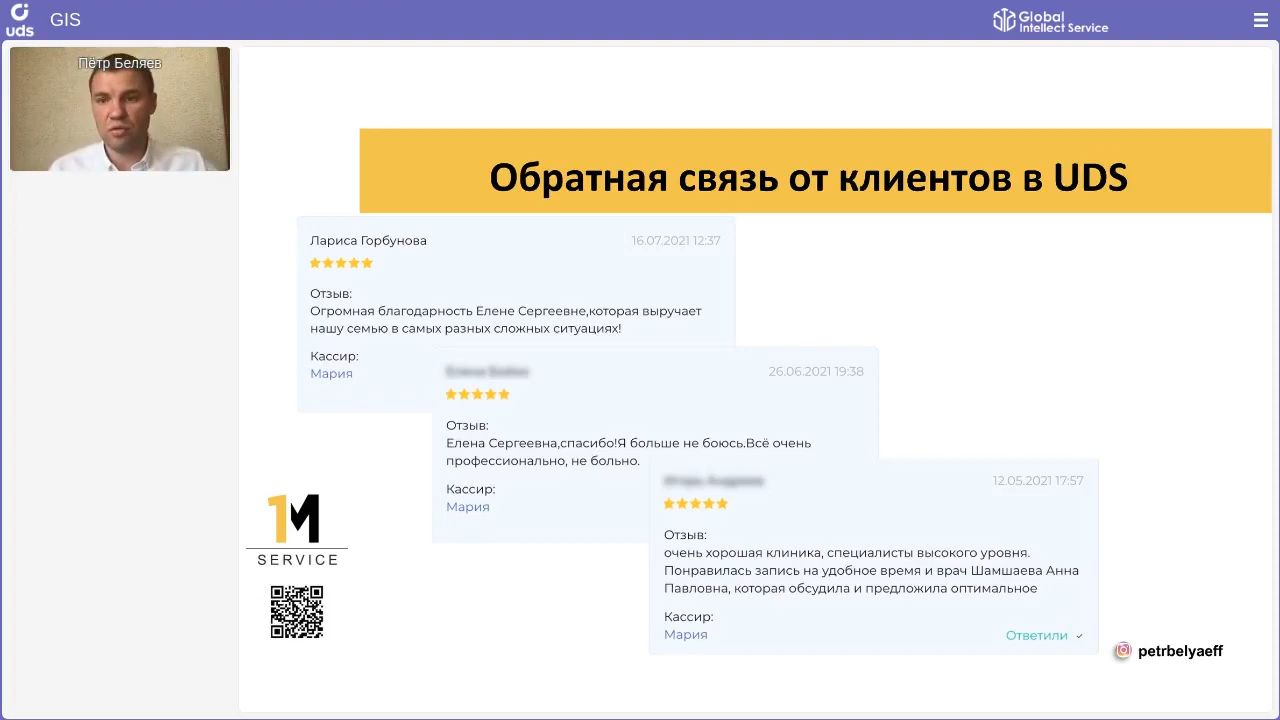 uds
GIS
Global
Intellect Service
Пётр Беляев
Обратная связь от клиентов в UDS
Лариса Горбунова
16.07.2021 12:37
Отзыв:
Огромная благодарность Елене Сергеевне,которая выручает
нашу семью в самых разных сложных ситуациях!
Кассир:
Мария
26.06.2021 19:38
Отзыв:
Елена Сергеевна,спасибо!Я больше не боюсь.Всё очень
профессионально, не больно.
Кассир:
Мария
12.05.2021 17:57
Отзыв:
очень хорошая клиника, специалисты высокого уровня.
Понравилась запись на удобное время и врач Шамшаева Анна
Павловна, которая обсудила и предложила оптимальное
Кассир:
Мария
Ответили
1M
SERVICE
petrbelyaeff